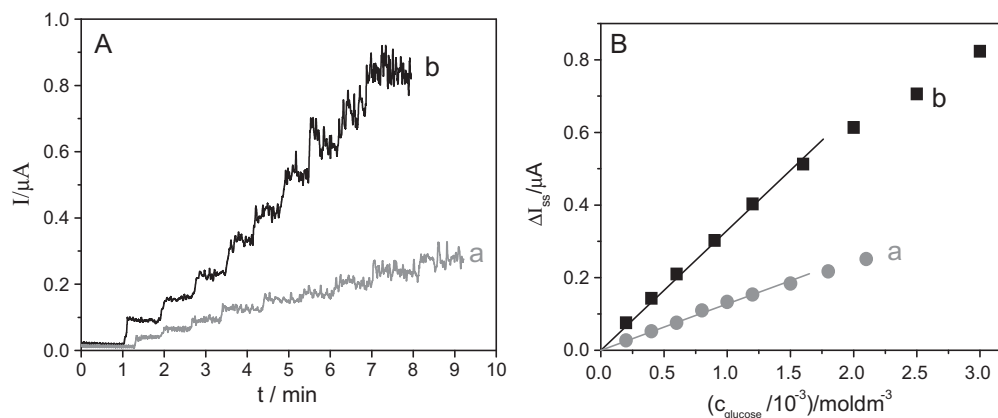 A
b
a
I/μA
1.0
0.8
0.6
0.4
0.2
0.0
0 1 2 3 4 5 6 7 8 9 10
t / min
B
b
a
ΔI_ss/μA
0.8
0.6
0.4
0.2
0.0
0.0 0.5 1.0 1.5 2.0 2.5 3.0
(c_glucose /10⁻³)/moldm⁻³